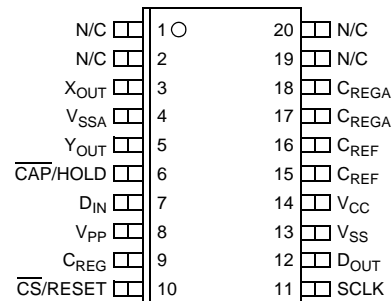 N/C 1 20 N/C
N/C 2 19 N/C
XOUT 3 18 CREGA
VSSA 4 17 CREGA
YOUT 5 16 CREF
CAP/HOLD 6 15 CREF
DIN 7 14 VCC
VPP 8 13 VSS
CREG 9 12 DOUT
CS/RESET 10 11 SCLK